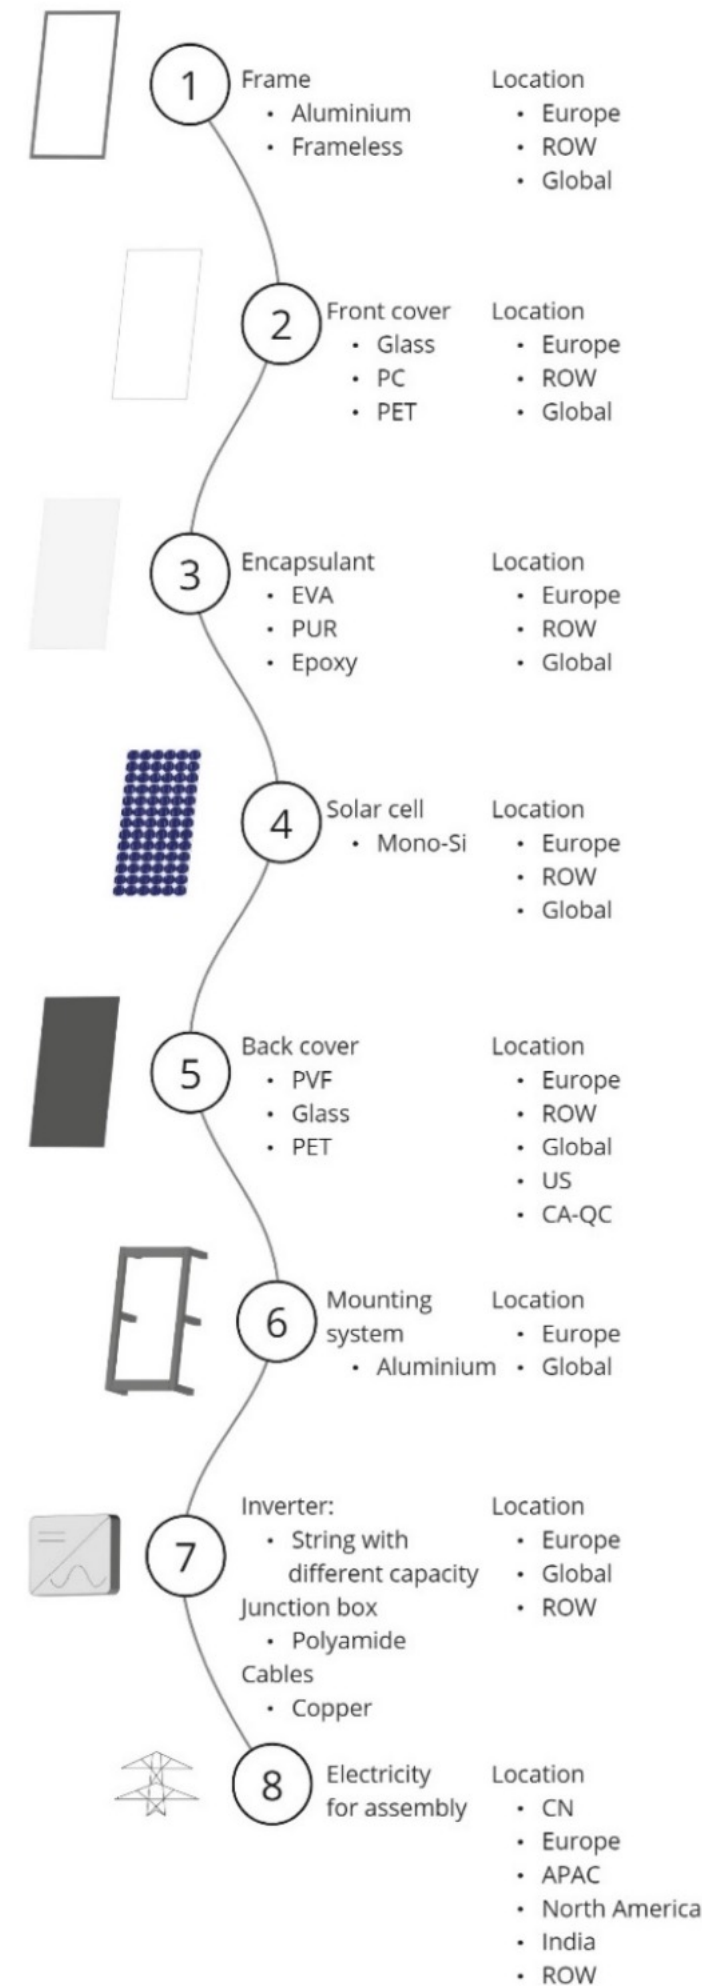 1
Frame
• Aluminium
• Frameless
Location
• Europe
• ROW
• Global
2
Front cover
• Glass
• PC
• PET
Location
• Europe
• ROW
• Global
3
Encapsulant
• EVA
• PUR
• Epoxy
Location
• Europe
• ROW
• Global
4
Solar cell
• Mono-Si
Location
• Europe
• ROW
• Global
5
Back cover
• PVF
• Glass
• PET
Location
• Europe
• ROW
• Global
• US
• CA-QC
6
Mounting
system
• Aluminium
Location
• Europe
• Global
7
Inverter:
• String with
different capacity
Junction box
• Polyamide
Cables
• Copper
Location
• Europe
• Global
• ROW
8
Electricity
for assembly
Location
• CN
• Europe
• APAC
• North America
• India
• ROW